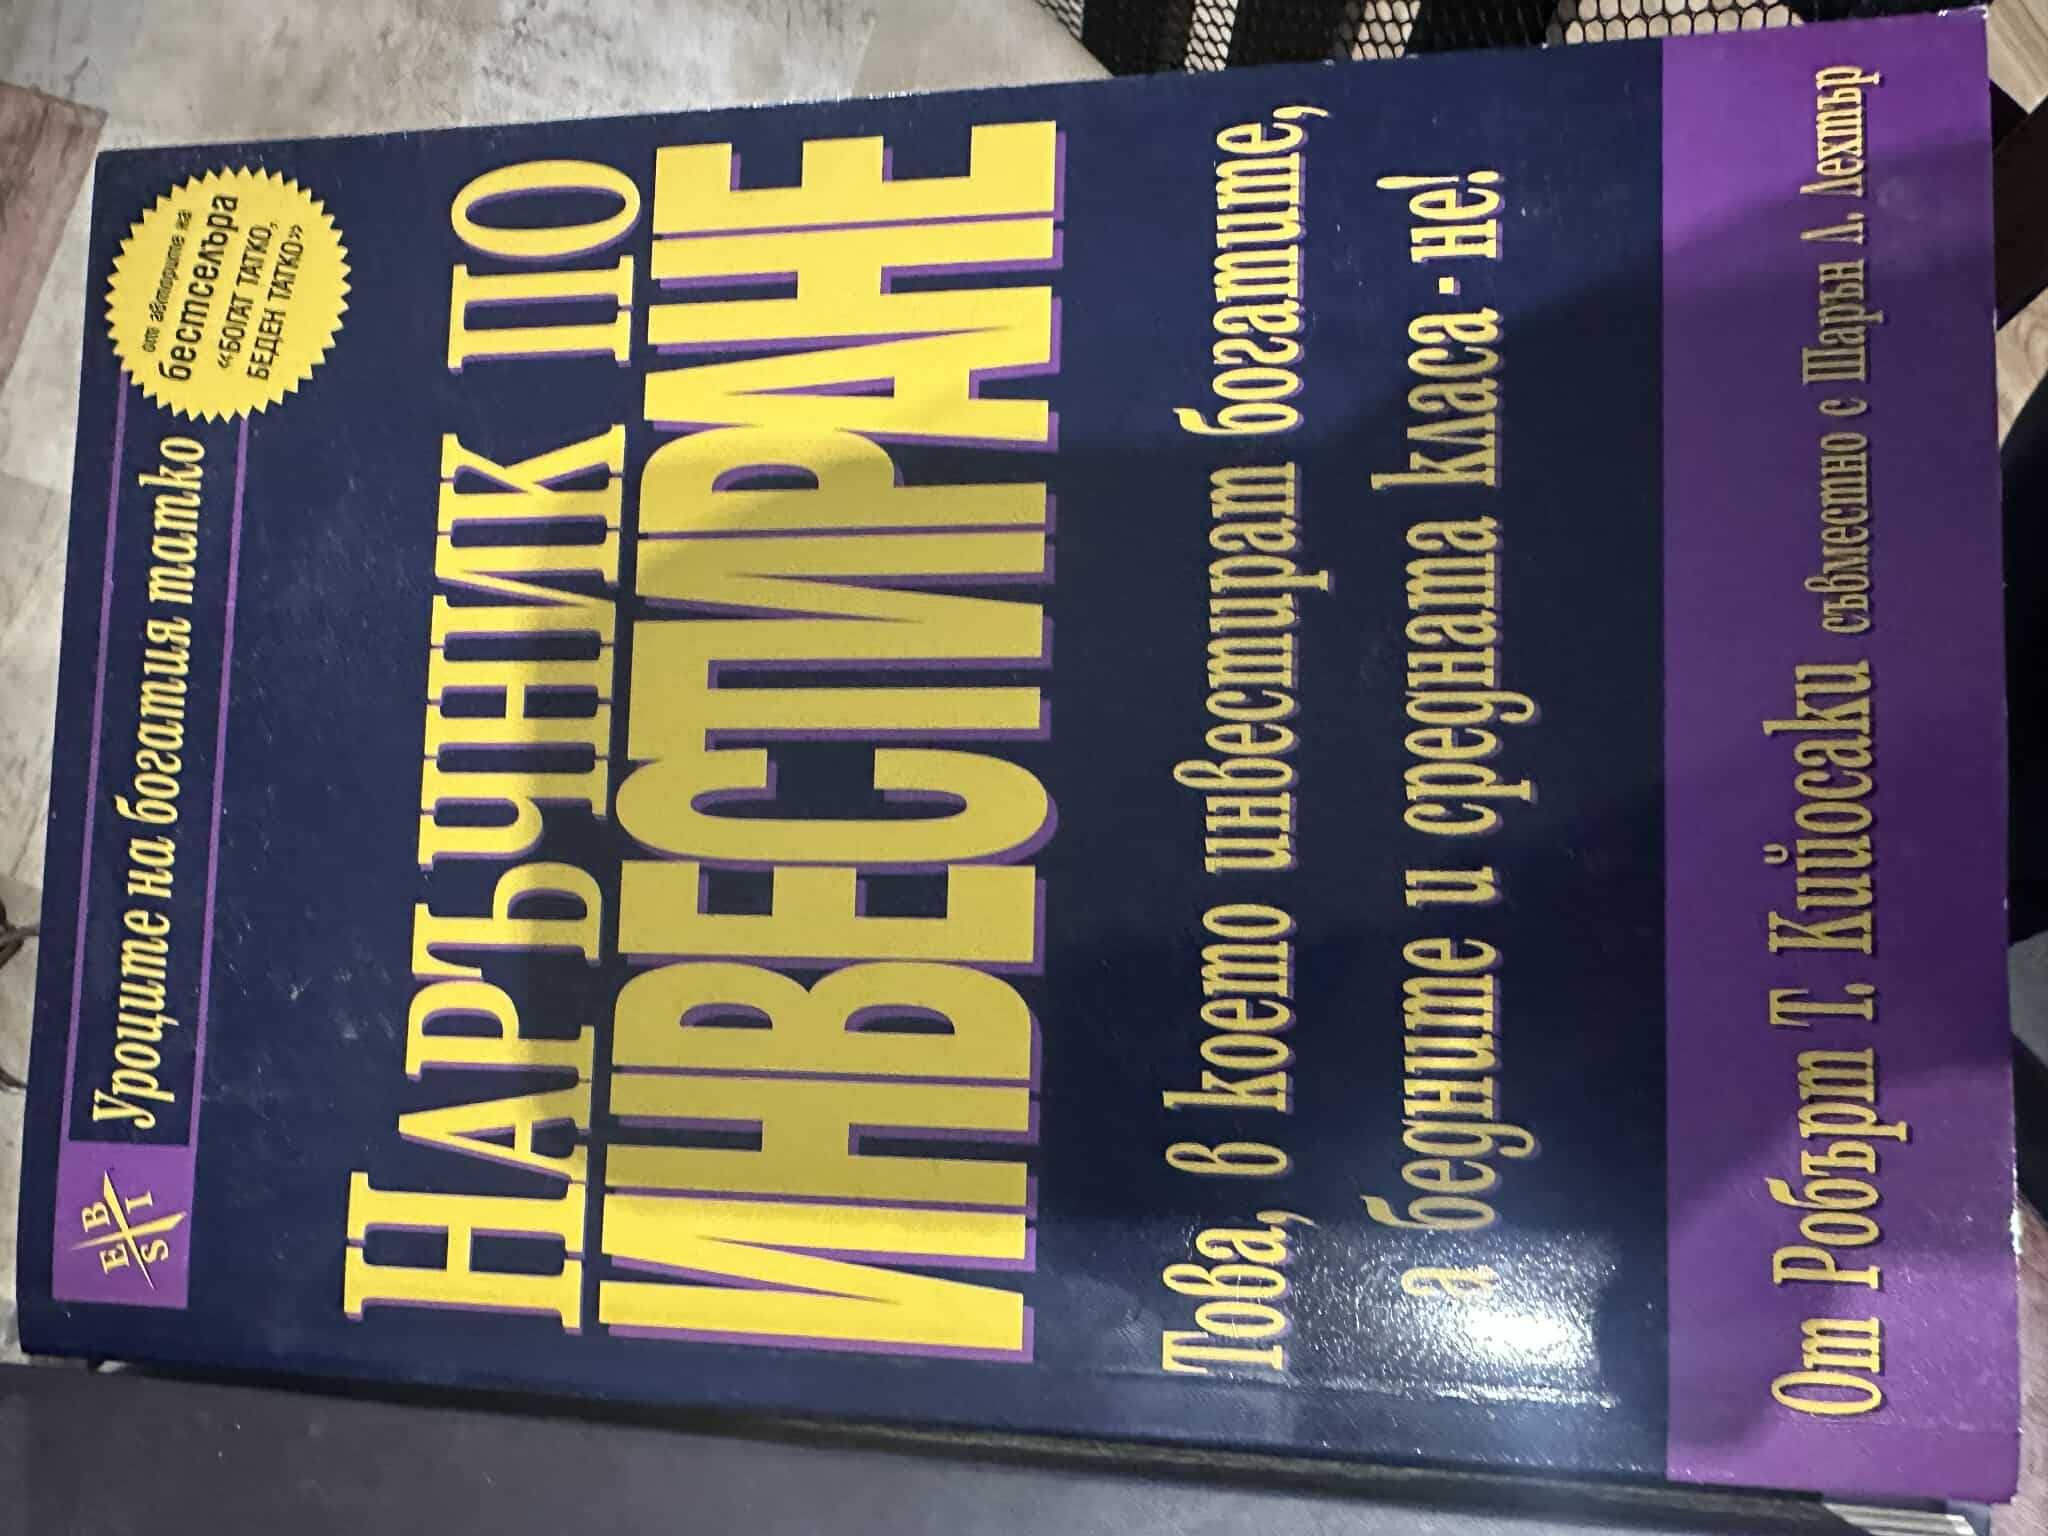 E B S I
Уроците на богатия татко
от авторите на
бестселъра
«БОГАТ ТАТКО,
БЕДЕН ТАТКО»
НАРЪЧНИК ПО
ИНВЕСТИРАНЕ
Това, в което инвестират богатите,
а бедните и средната класа - не!
От Робърт Т. Кийосаки съвместно с Шарън Л. Лехтър